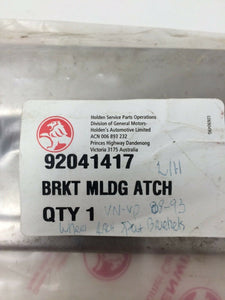 Holden Service Parts Operations
Division of General Motors-
Holden's Automotive Limited
ACN 006 893 232
Princes Highway Dandenong
Victoria 3175 Australia
92041417
L/H
BRKT MLDG ATCH
QTY 1 VN-VP 88-93